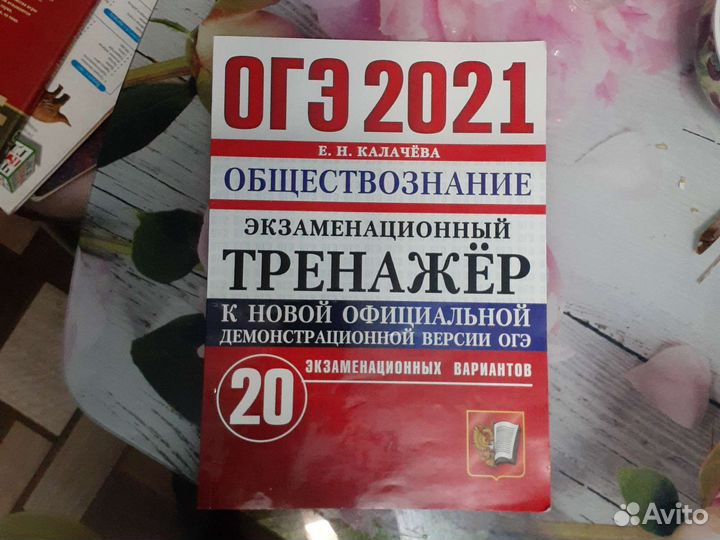 ОГЭ 2021
Е. Н. КАЛАЧЁВА
ОБЩЕСТВОЗНАНИЕ
ЭКЗАМЕНАЦИОННЫЙ
ТРЕНАЖЁР
К НОВОЙ ОФИЦИАЛЬНОЙ
ДЕМОНСТРАЦИОННОЙ ВЕРСИИ ОГЭ
20 ЭКЗАМЕНАЦИОННЫХ ВАРИАНТОВ
Avito